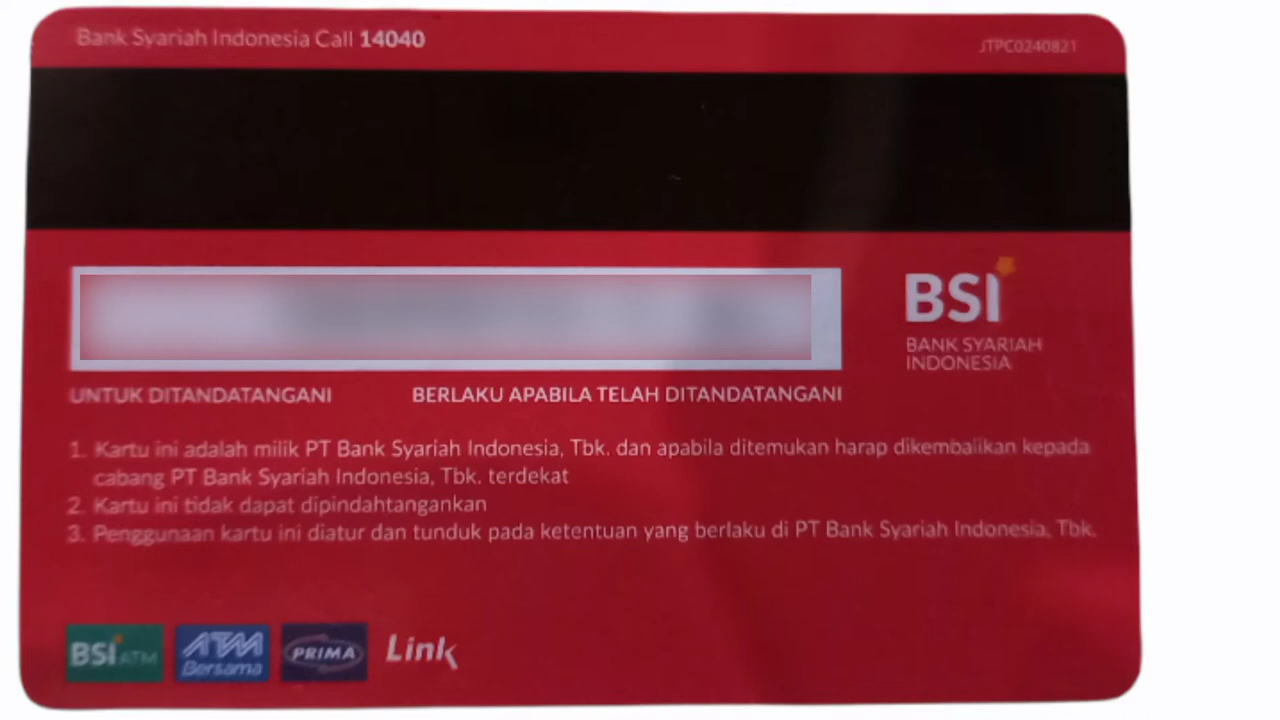 Bank Syariah Indonesia Call 14040
JTPC0240821
BSI
BANK SYARIAH
INDONESIA
UNTUK DITANDATANGANI
BERLAKU APABILA TELAH DITANDATANGANI
1. Kartu ini adalah milik PT Bank Syariah Indonesia, Tbk. dan apabila ditemukan harap dikembalikan kepada
cabang PT Bank Syariah Indonesia, Tbk. terdekat
2. Kartu ini tidak dapat dipindahtangankan
3. Penggunaan kartu ini diatur dan tunduk pada ketentuan yang berlaku di PT Bank Syariah Indonesia, Tbk.
BSI ATM
ATM
Bersama
PRIMA
Link